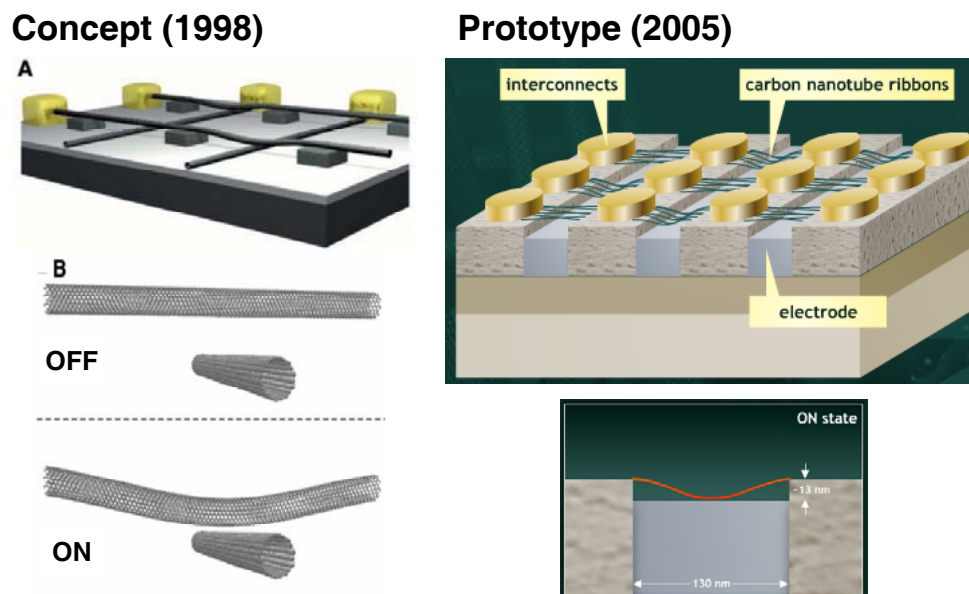 Concept (1998)
Prototype (2005)
A
interconnects
carbon nanotube ribbons
electrode
B
OFF
ON
ON state
~13 nm
130 nm